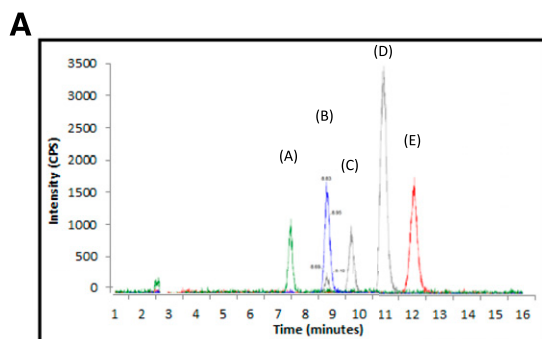 A
(D)
3500
3000
(B)
2500
(E)
(A)
(C)
2000
1500
1000
500
0
Intensity (CPS)
1 2 3 4 5 6 7 8 9 10 11 12 13 14 15 16
Time (minutes)